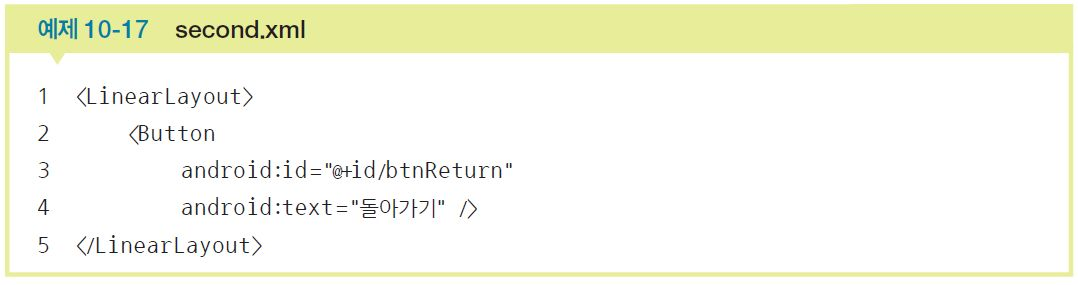 예제 10-17 second.xml
1 <LinearLayout>
2 <Button
3 android:id="@+id/btnReturn"
4 android:text="돌아가기" />
5 </LinearLayout>